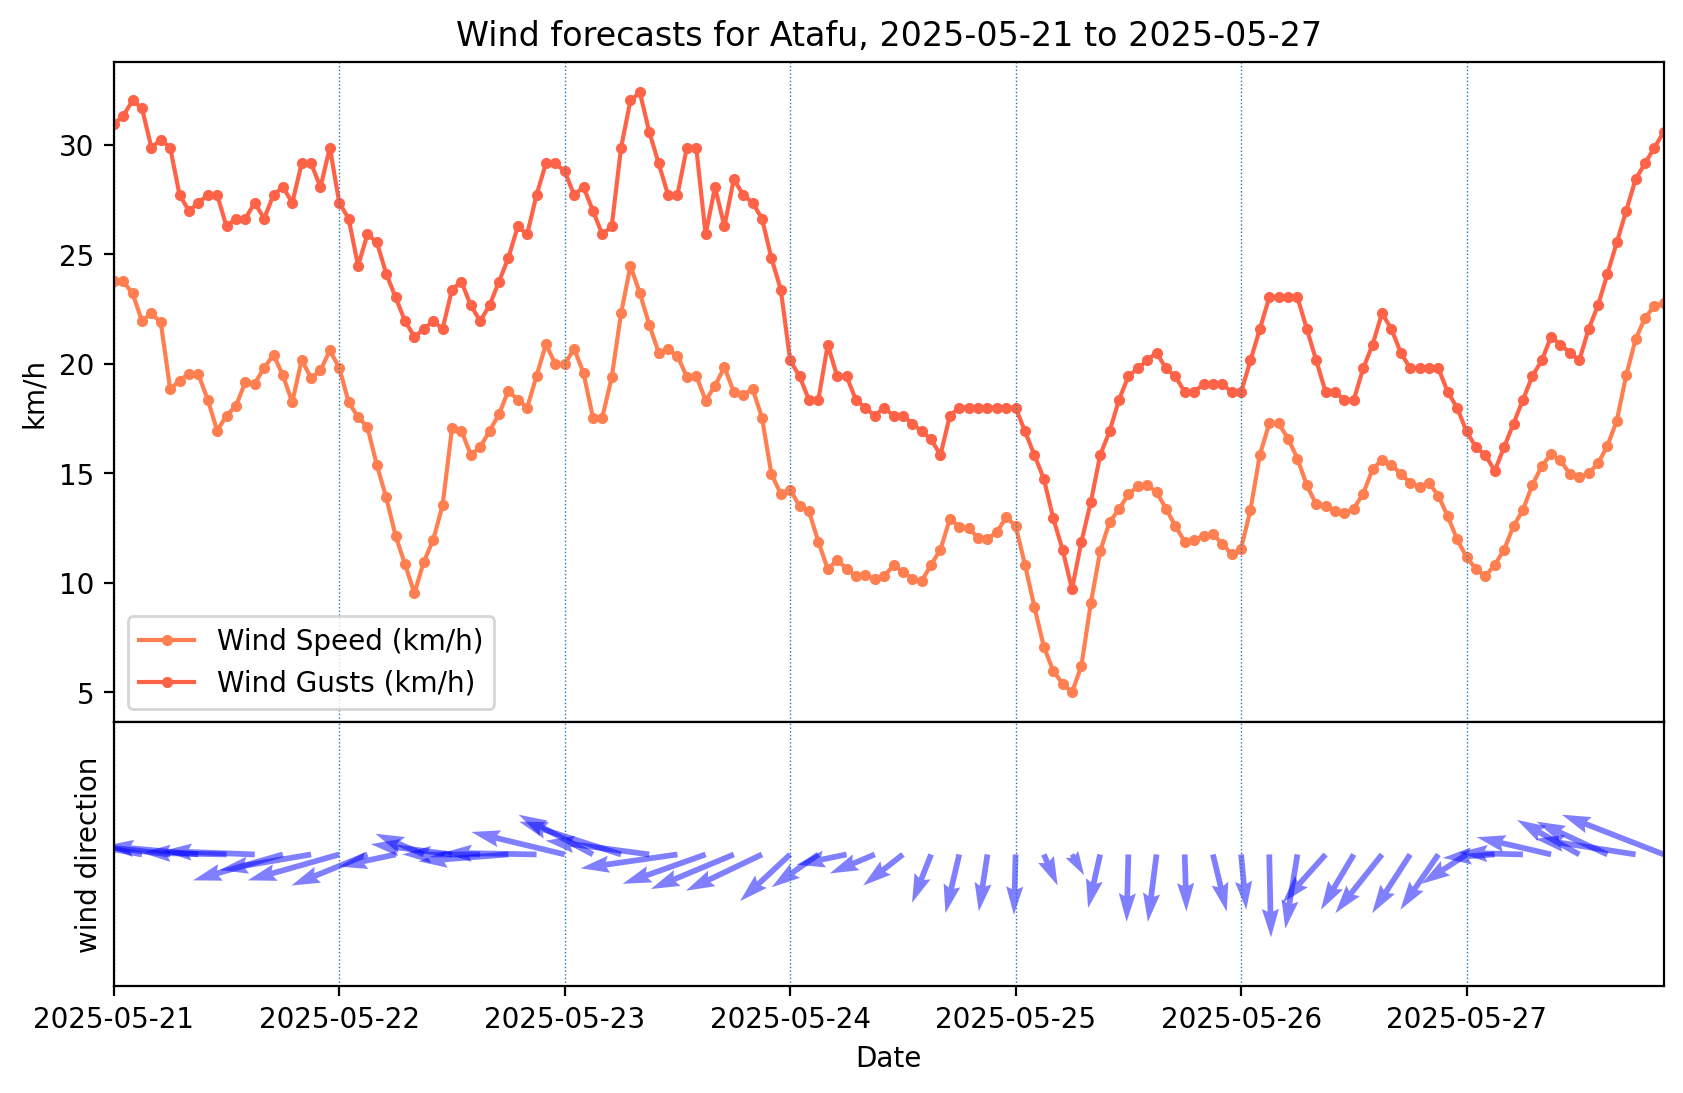 Wind forecasts for Atafu, 2025-05-21 to 2025-05-27
km/h
30
25
20
15
10
5
Wind Speed (km/h)
Wind Gusts (km/h)
wind direction
2025-05-21
2025-05-22
2025-05-23
2025-05-24
2025-05-25
2025-05-26
2025-05-27
Date